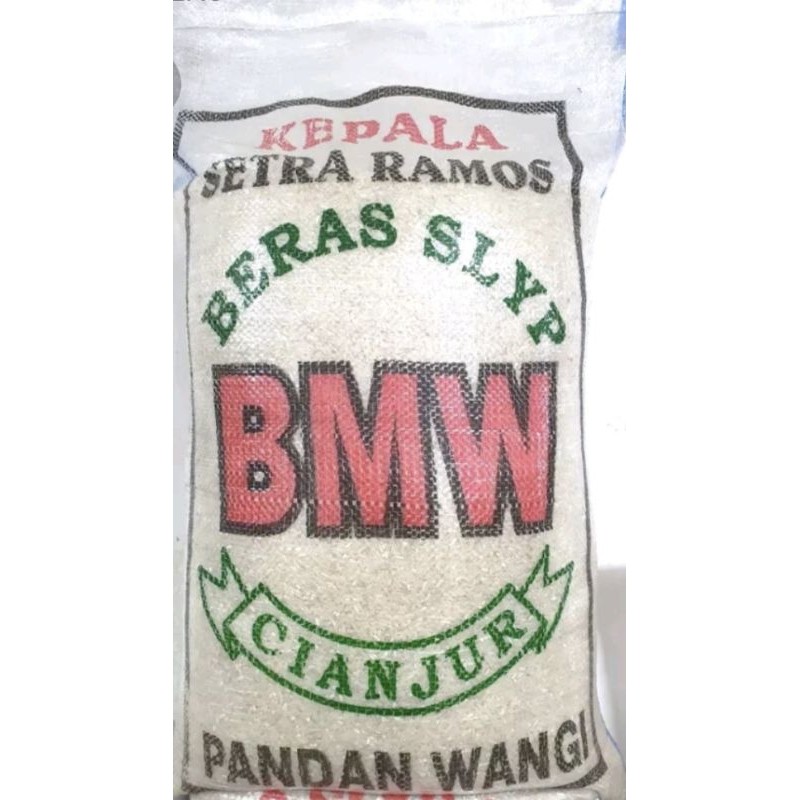 KEPALA
SETRA RAMOS
BERAS SLYP
BMW
CIANJUR
PANDAN WANGI